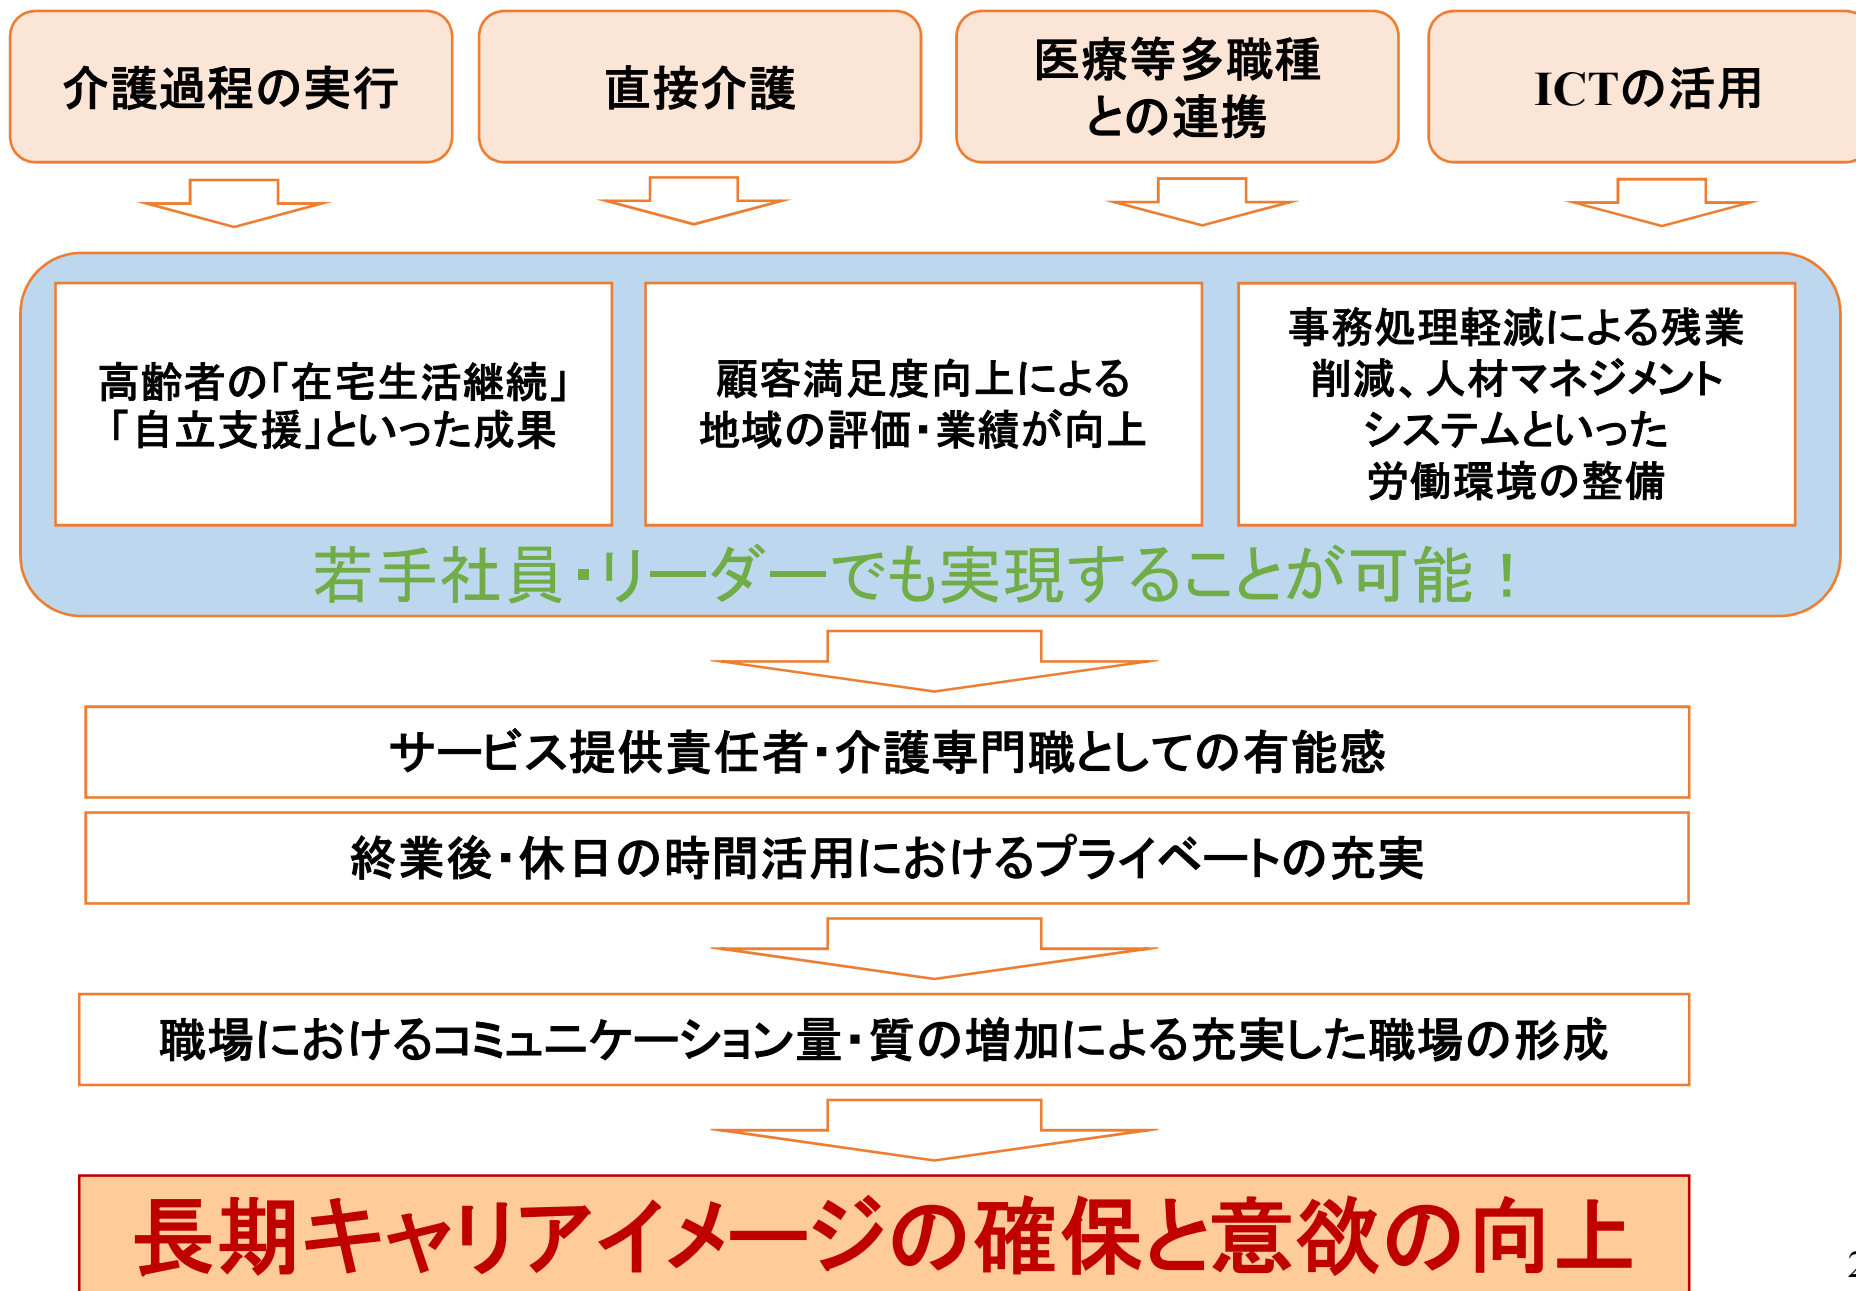 介護過程の実行
直接介護
医療等多職種
との連携
ICTの活用
高齢者の「在宅生活継続」
「自立支援」といった成果
顧客満足度向上による
地域の評価・業績が向上
事務処理軽減による残業
削減、人材マネジメント
システムといった
労働環境の整備
若手社員・リーダーでも実現することが可能！
サービス提供責任者・介護専門職としての有能感
終業後・休日の時間活用におけるプライベートの充実
職場におけるコミュニケーション量・質の増加による充実した職場の形成
長期キャリアイメージの確保と意欲の向上